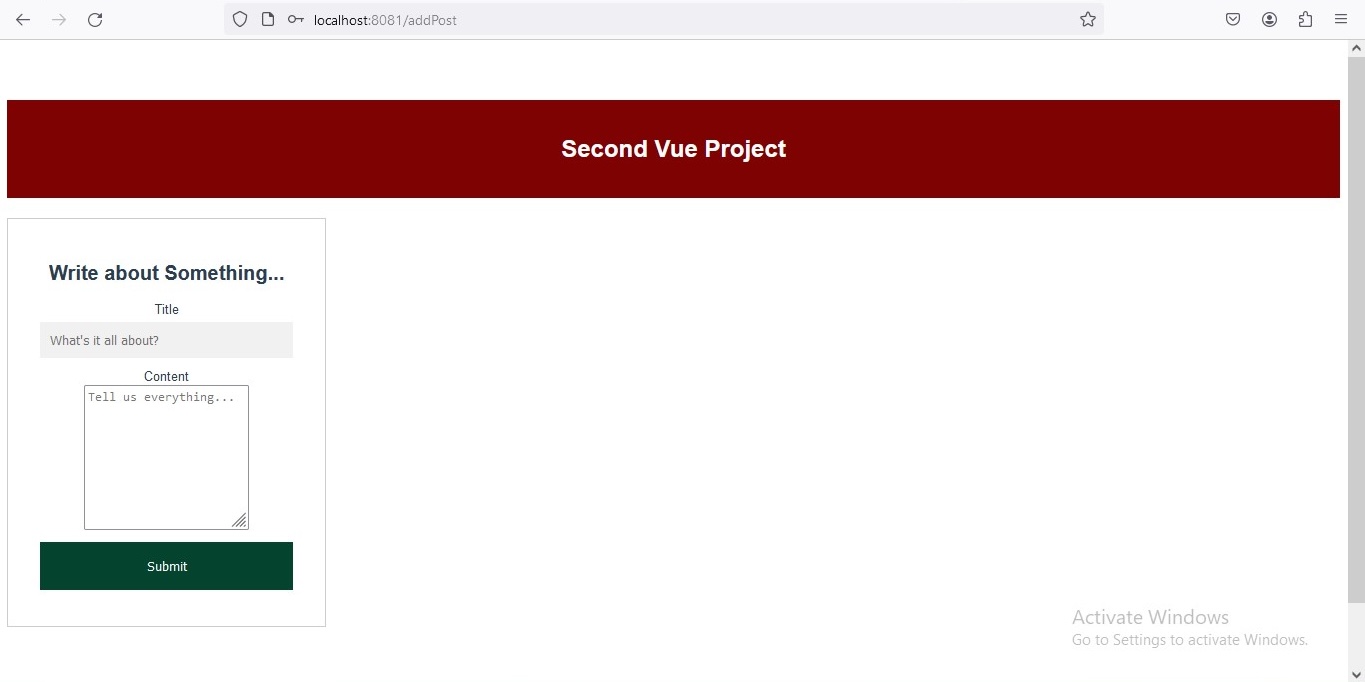 localhost:8081/addPost
Second Vue Project
Write about Something...
Title
What's it all about?
Content
Tell us everything...
Submit
Activate Windows
Go to Settings to activate Windows.